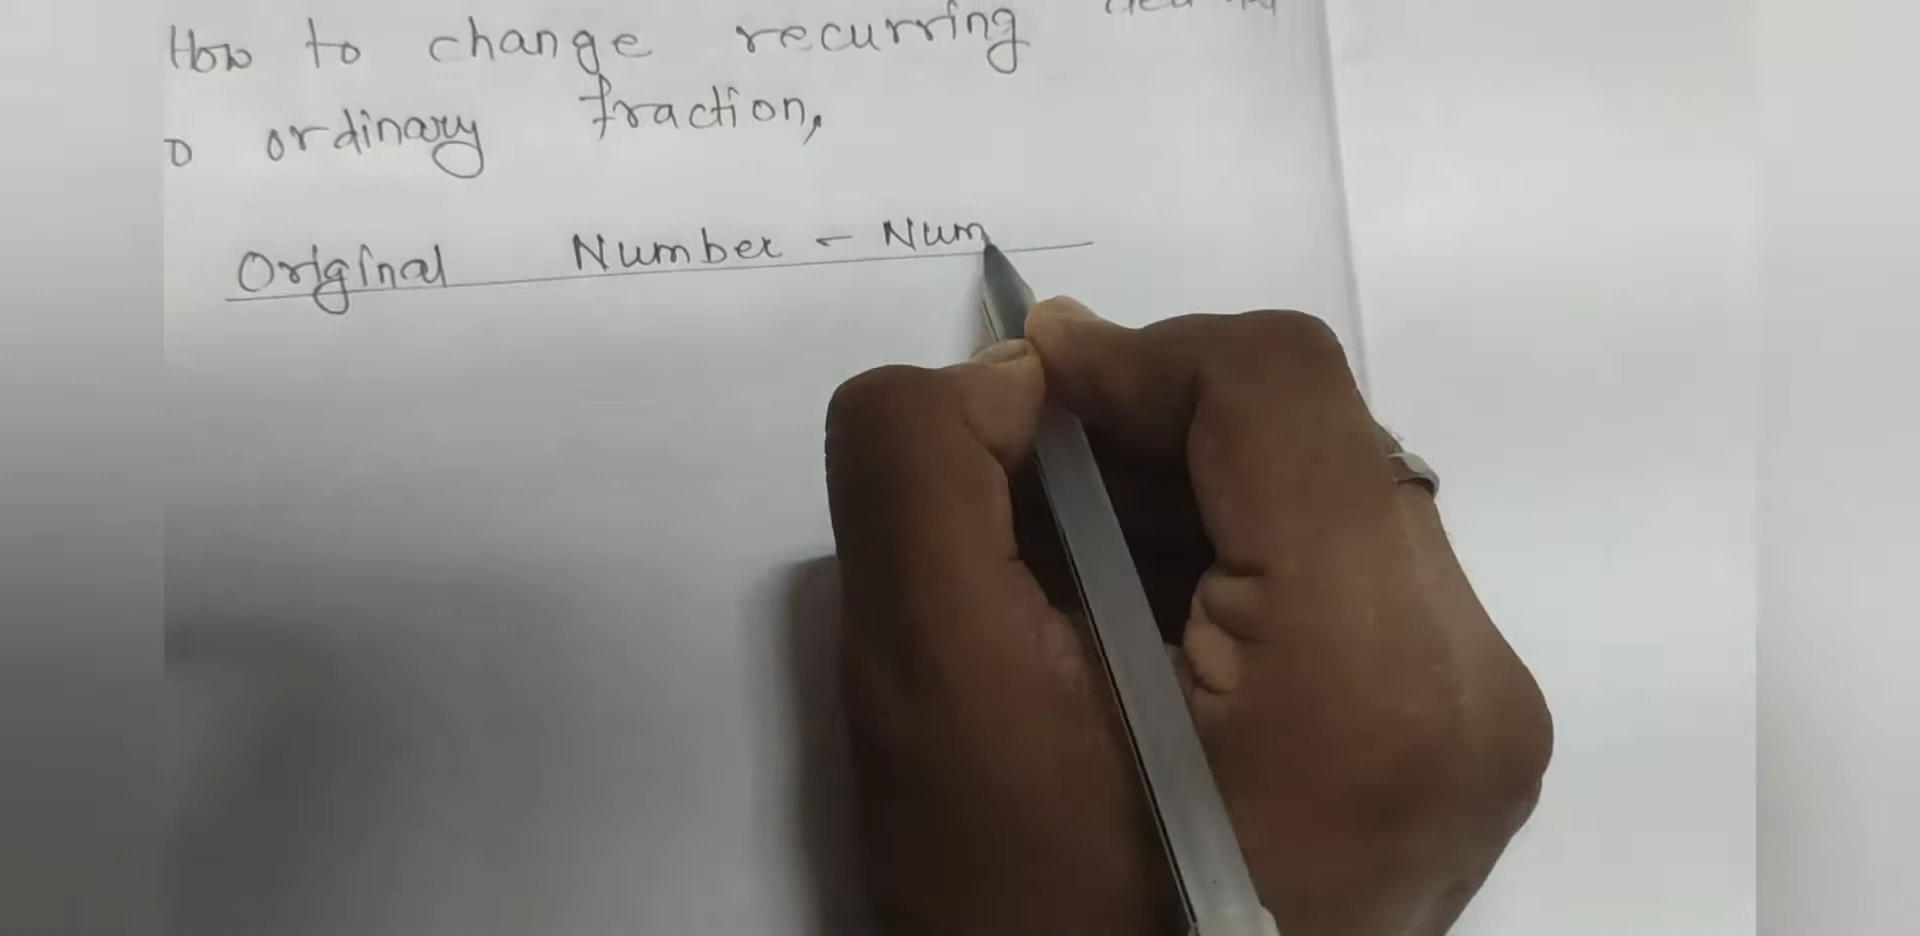 How to change recurring
ordinary fraction,
Original Number - Num